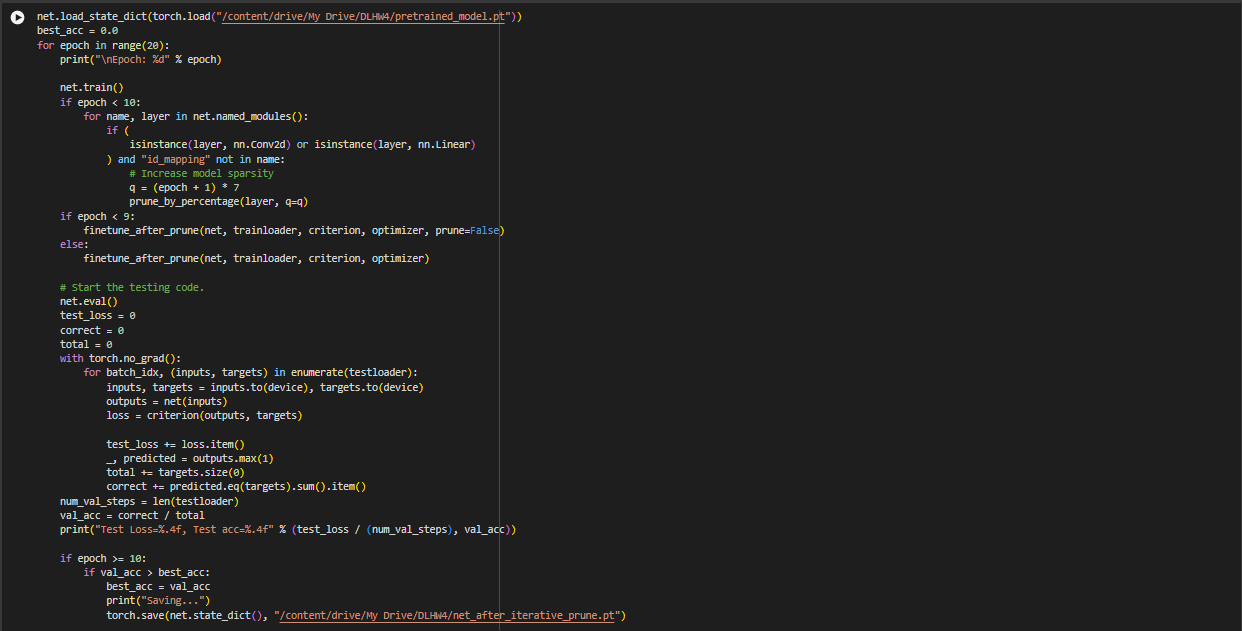 net.load_state_dict(torch.load("/content/drive/My Drive/DLHW4/pretrained_model.pt"))
best_acc = 0.0
for epoch in range(20):
    print("\nEpoch: %d" % epoch)

    net.train()
    if epoch < 10:
        for name, layer in net.named_modules():
            if (
                isinstance(layer, nn.Conv2d) or isinstance(layer, nn.Linear)
            ) and "id_mapping" not in name:
                # Increase model sparsity
                q = (epoch + 1) * 7
                prune_by_percentage(layer, q=q)
    if epoch < 9:
        finetune_after_prune(net, trainloader, criterion, optimizer, prune=False)
    else:
        finetune_after_prune(net, trainloader, criterion, optimizer)

    # Start the testing code.
    net.eval()
    test_loss = 0
    correct = 0
    total = 0
    with torch.no_grad():
        for batch_idx, (inputs, targets) in enumerate(testloader):
            inputs, targets = inputs.to(device), targets.to(device)
            outputs = net(inputs)
            loss = criterion(outputs, targets)

            test_loss += loss.item()
            _, predicted = outputs.max(1)
            total += targets.size(0)
            correct += predicted.eq(targets).sum().item()
    num_val_steps = len(testloader)
    val_acc = correct / total
    print("Test Loss=%.4f, Test acc=%.4f" % (test_loss / (num_val_steps), val_acc))

    if epoch >= 10:
        if val_acc > best_acc:
            best_acc = val_acc
            print("Saving...")
            torch.save(net.state_dict(), "/content/drive/My Drive/DLHW4/net_after_iterative_prune.pt")